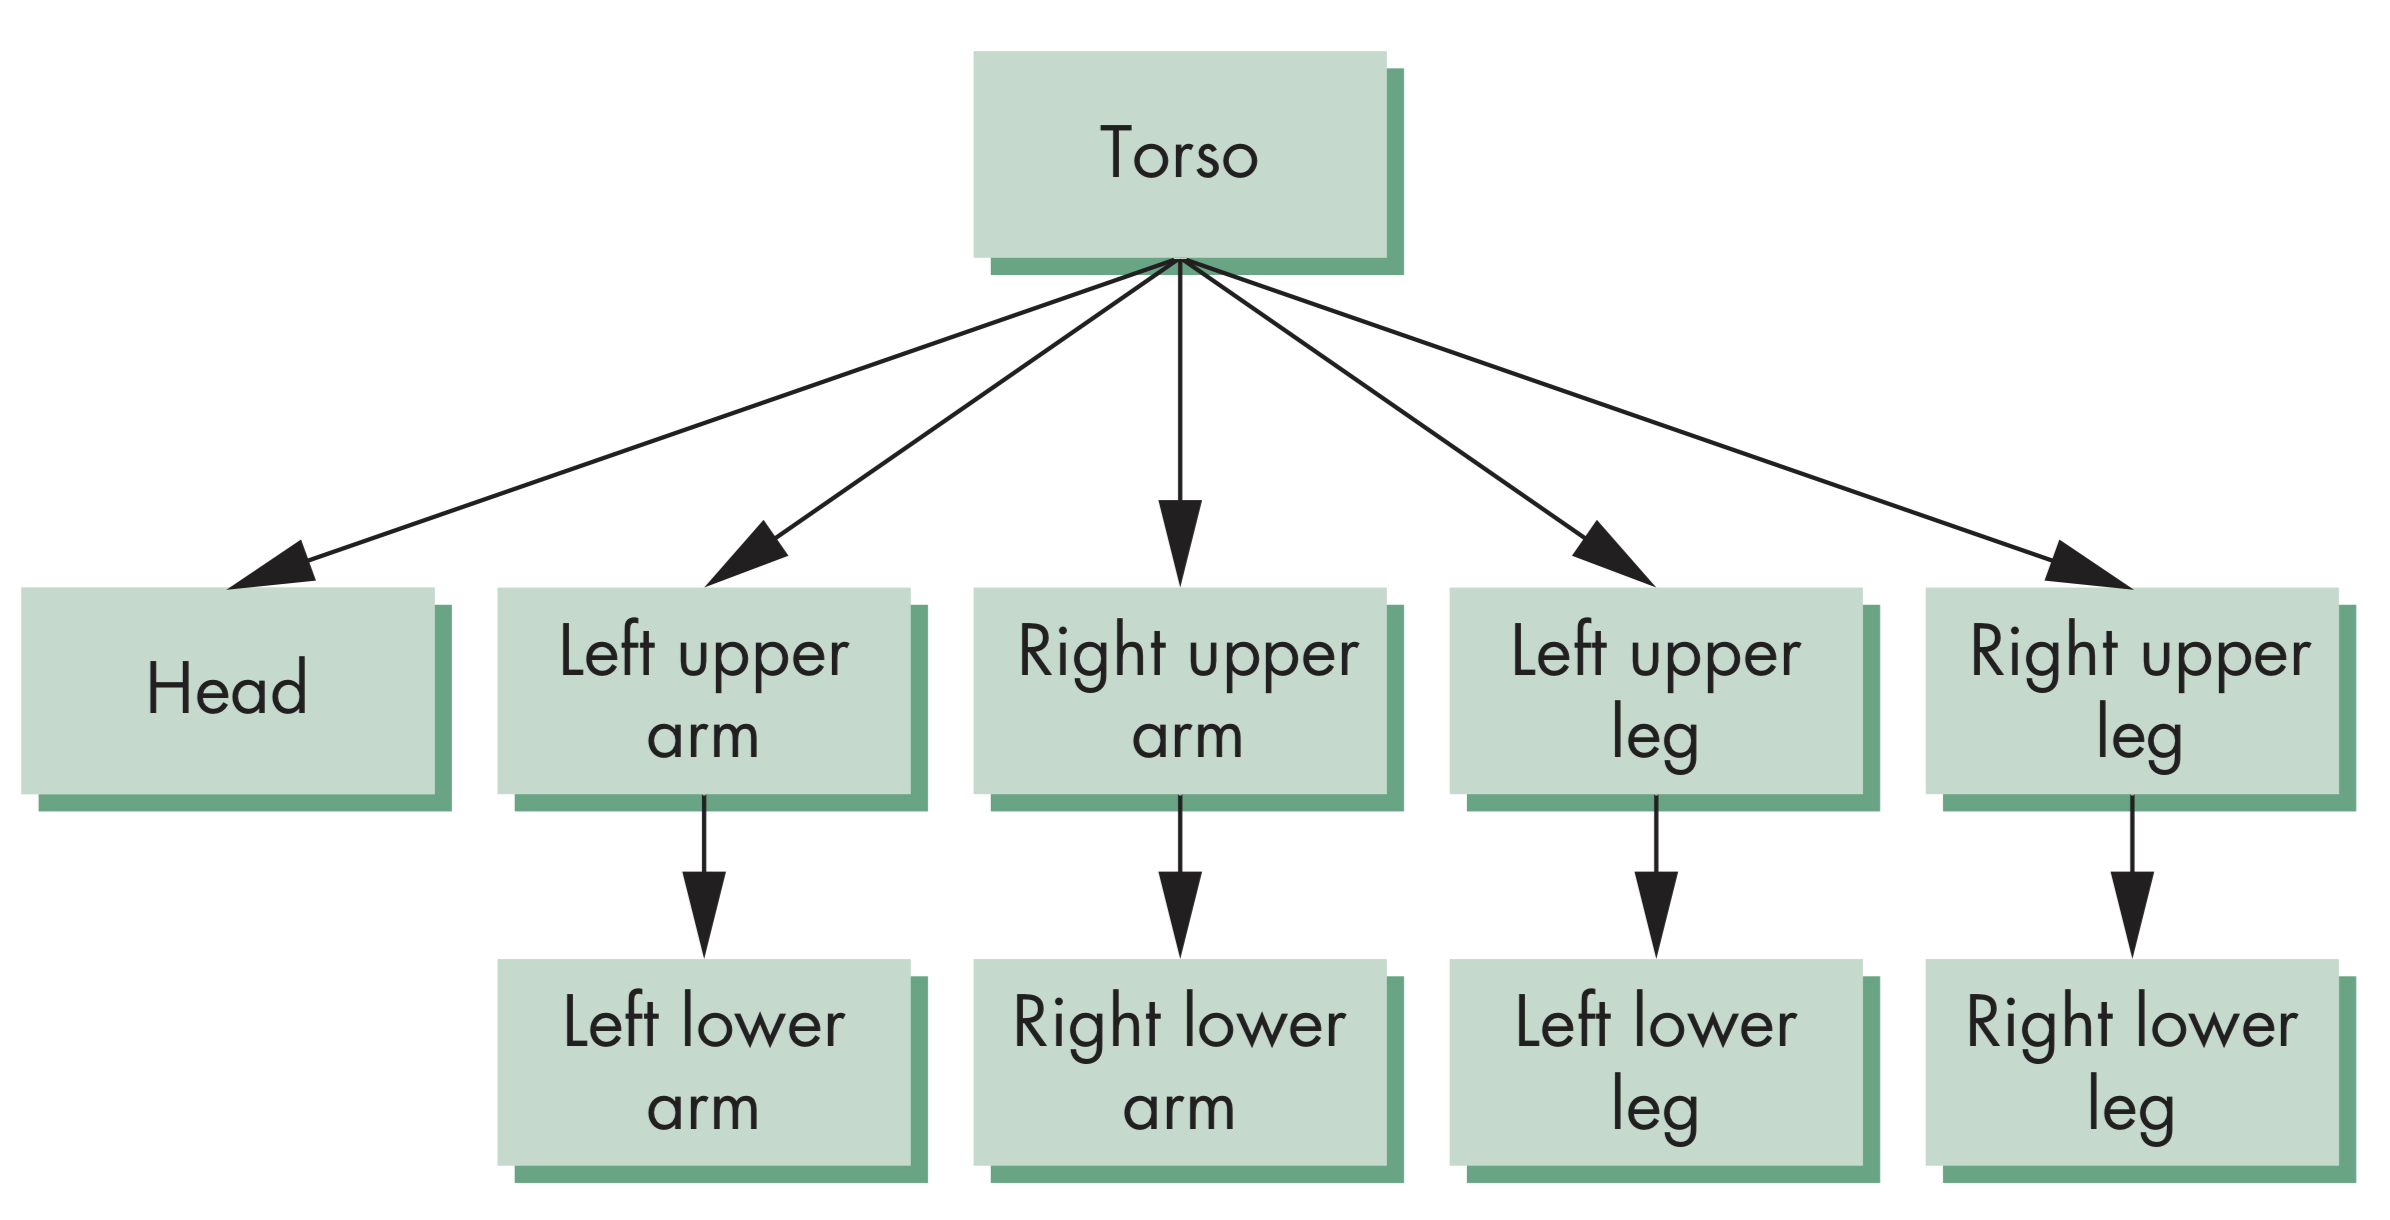 Torso
Head
Left upper
arm
Right upper
arm
Left upper
leg
Right upper
leg
Left lower
arm
Right lower
arm
Left lower
leg
Right lower
leg